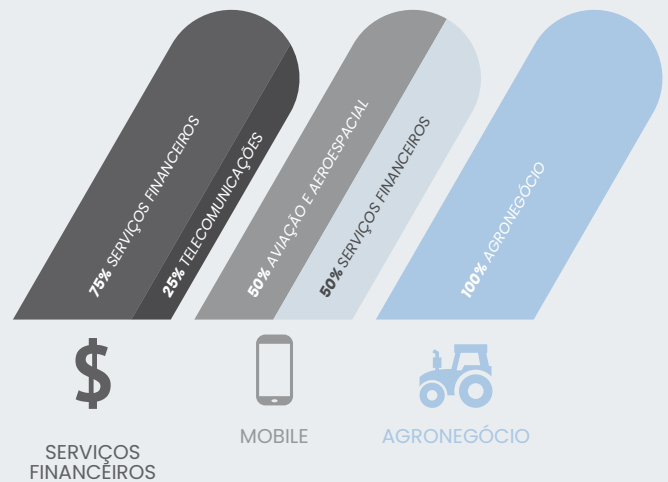 75% SERVIÇOS FINANCEIROS
25% TELECOMUNICAÇÕES
50% AVIAÇÃO E AEROESPACIAL
50% SERVIÇOS FINANCEIROS
100% AGRONEGÓCIO
$
SERVIÇOS
FINANCEIROS
MOBILE
AGRONEGÓCIO